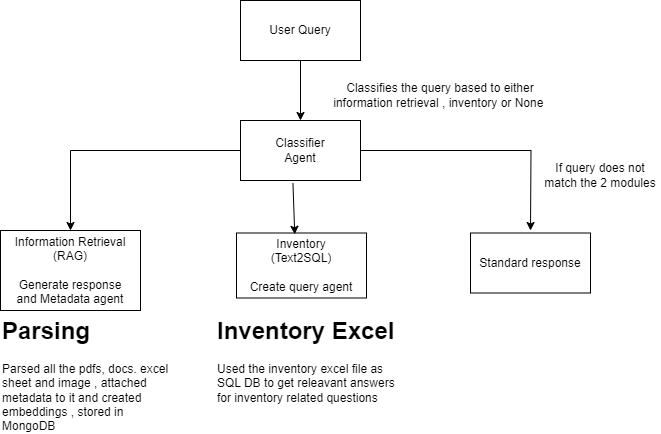 User Query
Classifies the query based to either
information retrieval , inventory or None
Classifier
Agent
If query does not
match the 2 modules
Information Retrieval
(RAG)
Generate response
and Metadata agent
Inventory
(Text2SQL)
Create query agent
Standard response
Parsing
Parsed all the pdfs, docs. excel
sheet and image , attached
metadata to it and created
embeddings , stored in
MongoDB
Inventory Excel
Used the inventory excel file as
SQL DB to get releavant answers
for inventory related questions